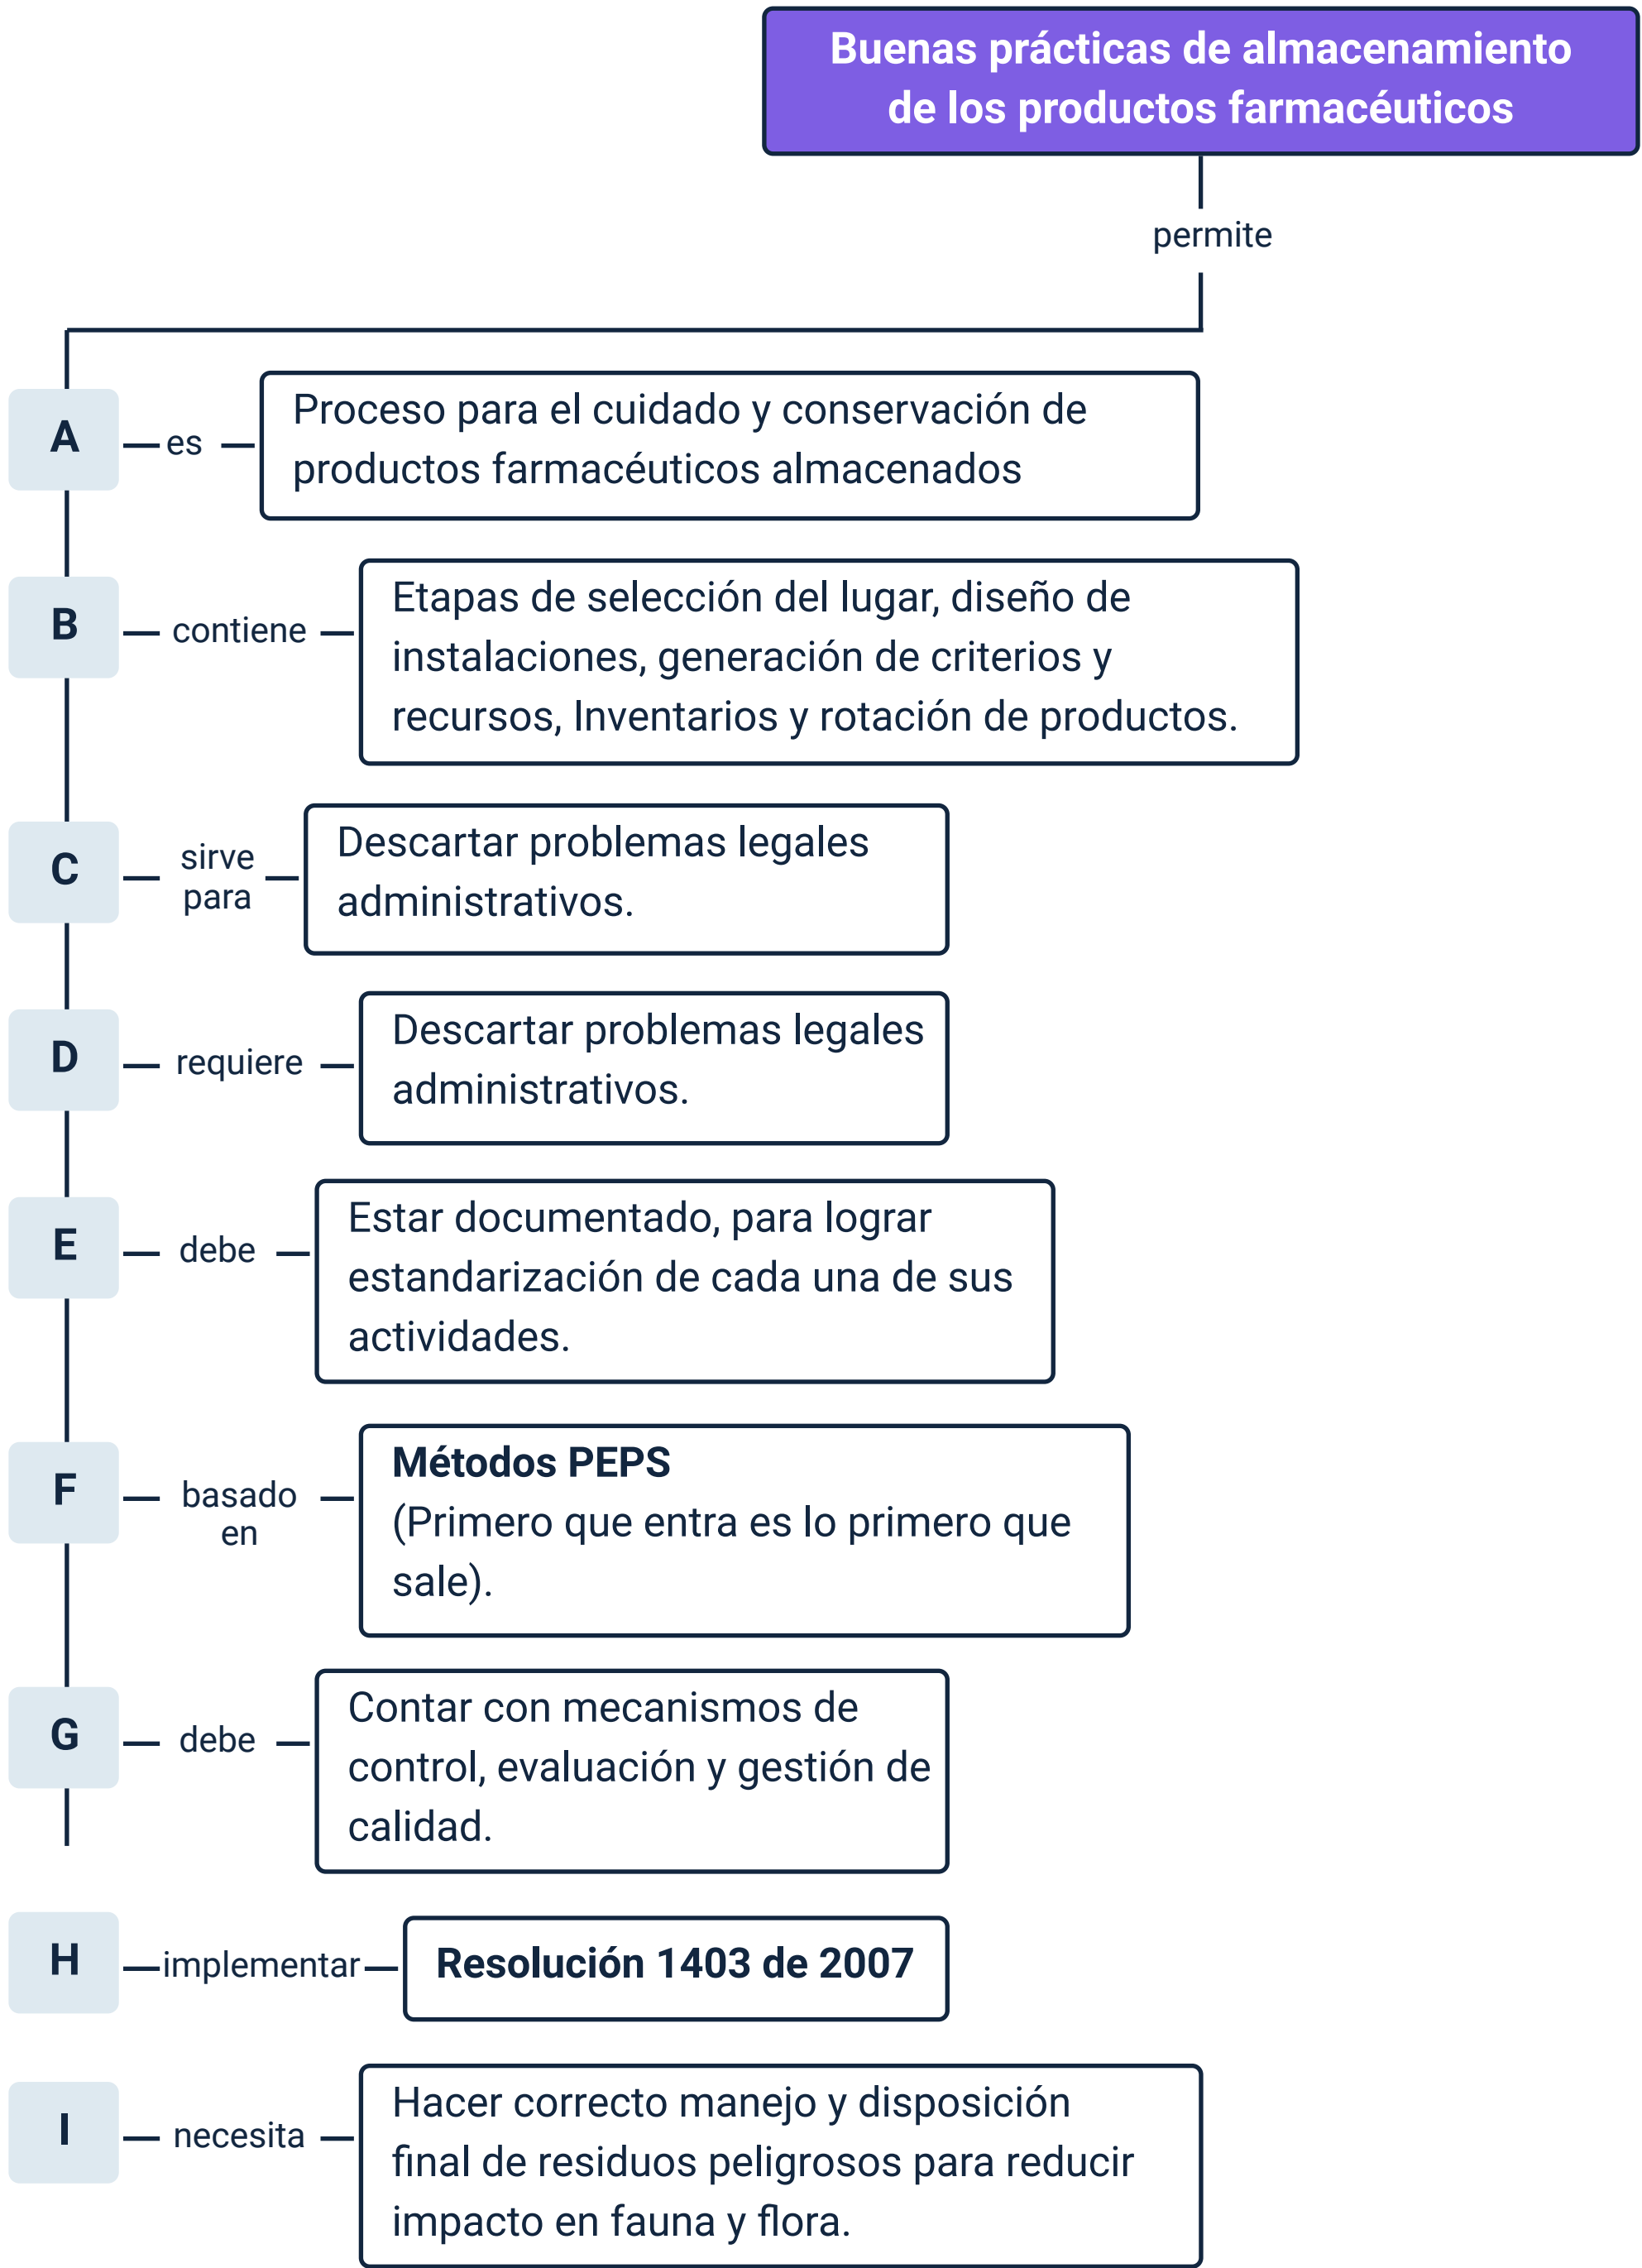 Buenas prácticas de almacenamiento
de los productos farmacéuticos
permite
A
es
Proceso para el cuidado y conservación de
productos farmacéuticos almacenados
B
contiene
Etapas de selección del lugar, diseño de
instalaciones, generación de criterios y
recursos, Inventarios y rotación de productos.
C
sirve
para
Descartar problemas legales
administrativos.
D
requiere
Descartar problemas legales
administrativos.
E
debe
Estar documentado, para lograr
estandarización de cada una de sus
actividades.
F
basado
en
Métodos PEPS
(Primero que entra es lo primero que
sale).
G
debe
Contar con mecanismos de
control, evaluación y gestión de
calidad.
H
implementar
Resolución 1403 de 2007
I
necesita
Hacer correcto manejo y disposición
final de residuos peligrosos para reducir
impacto en fauna y flora.